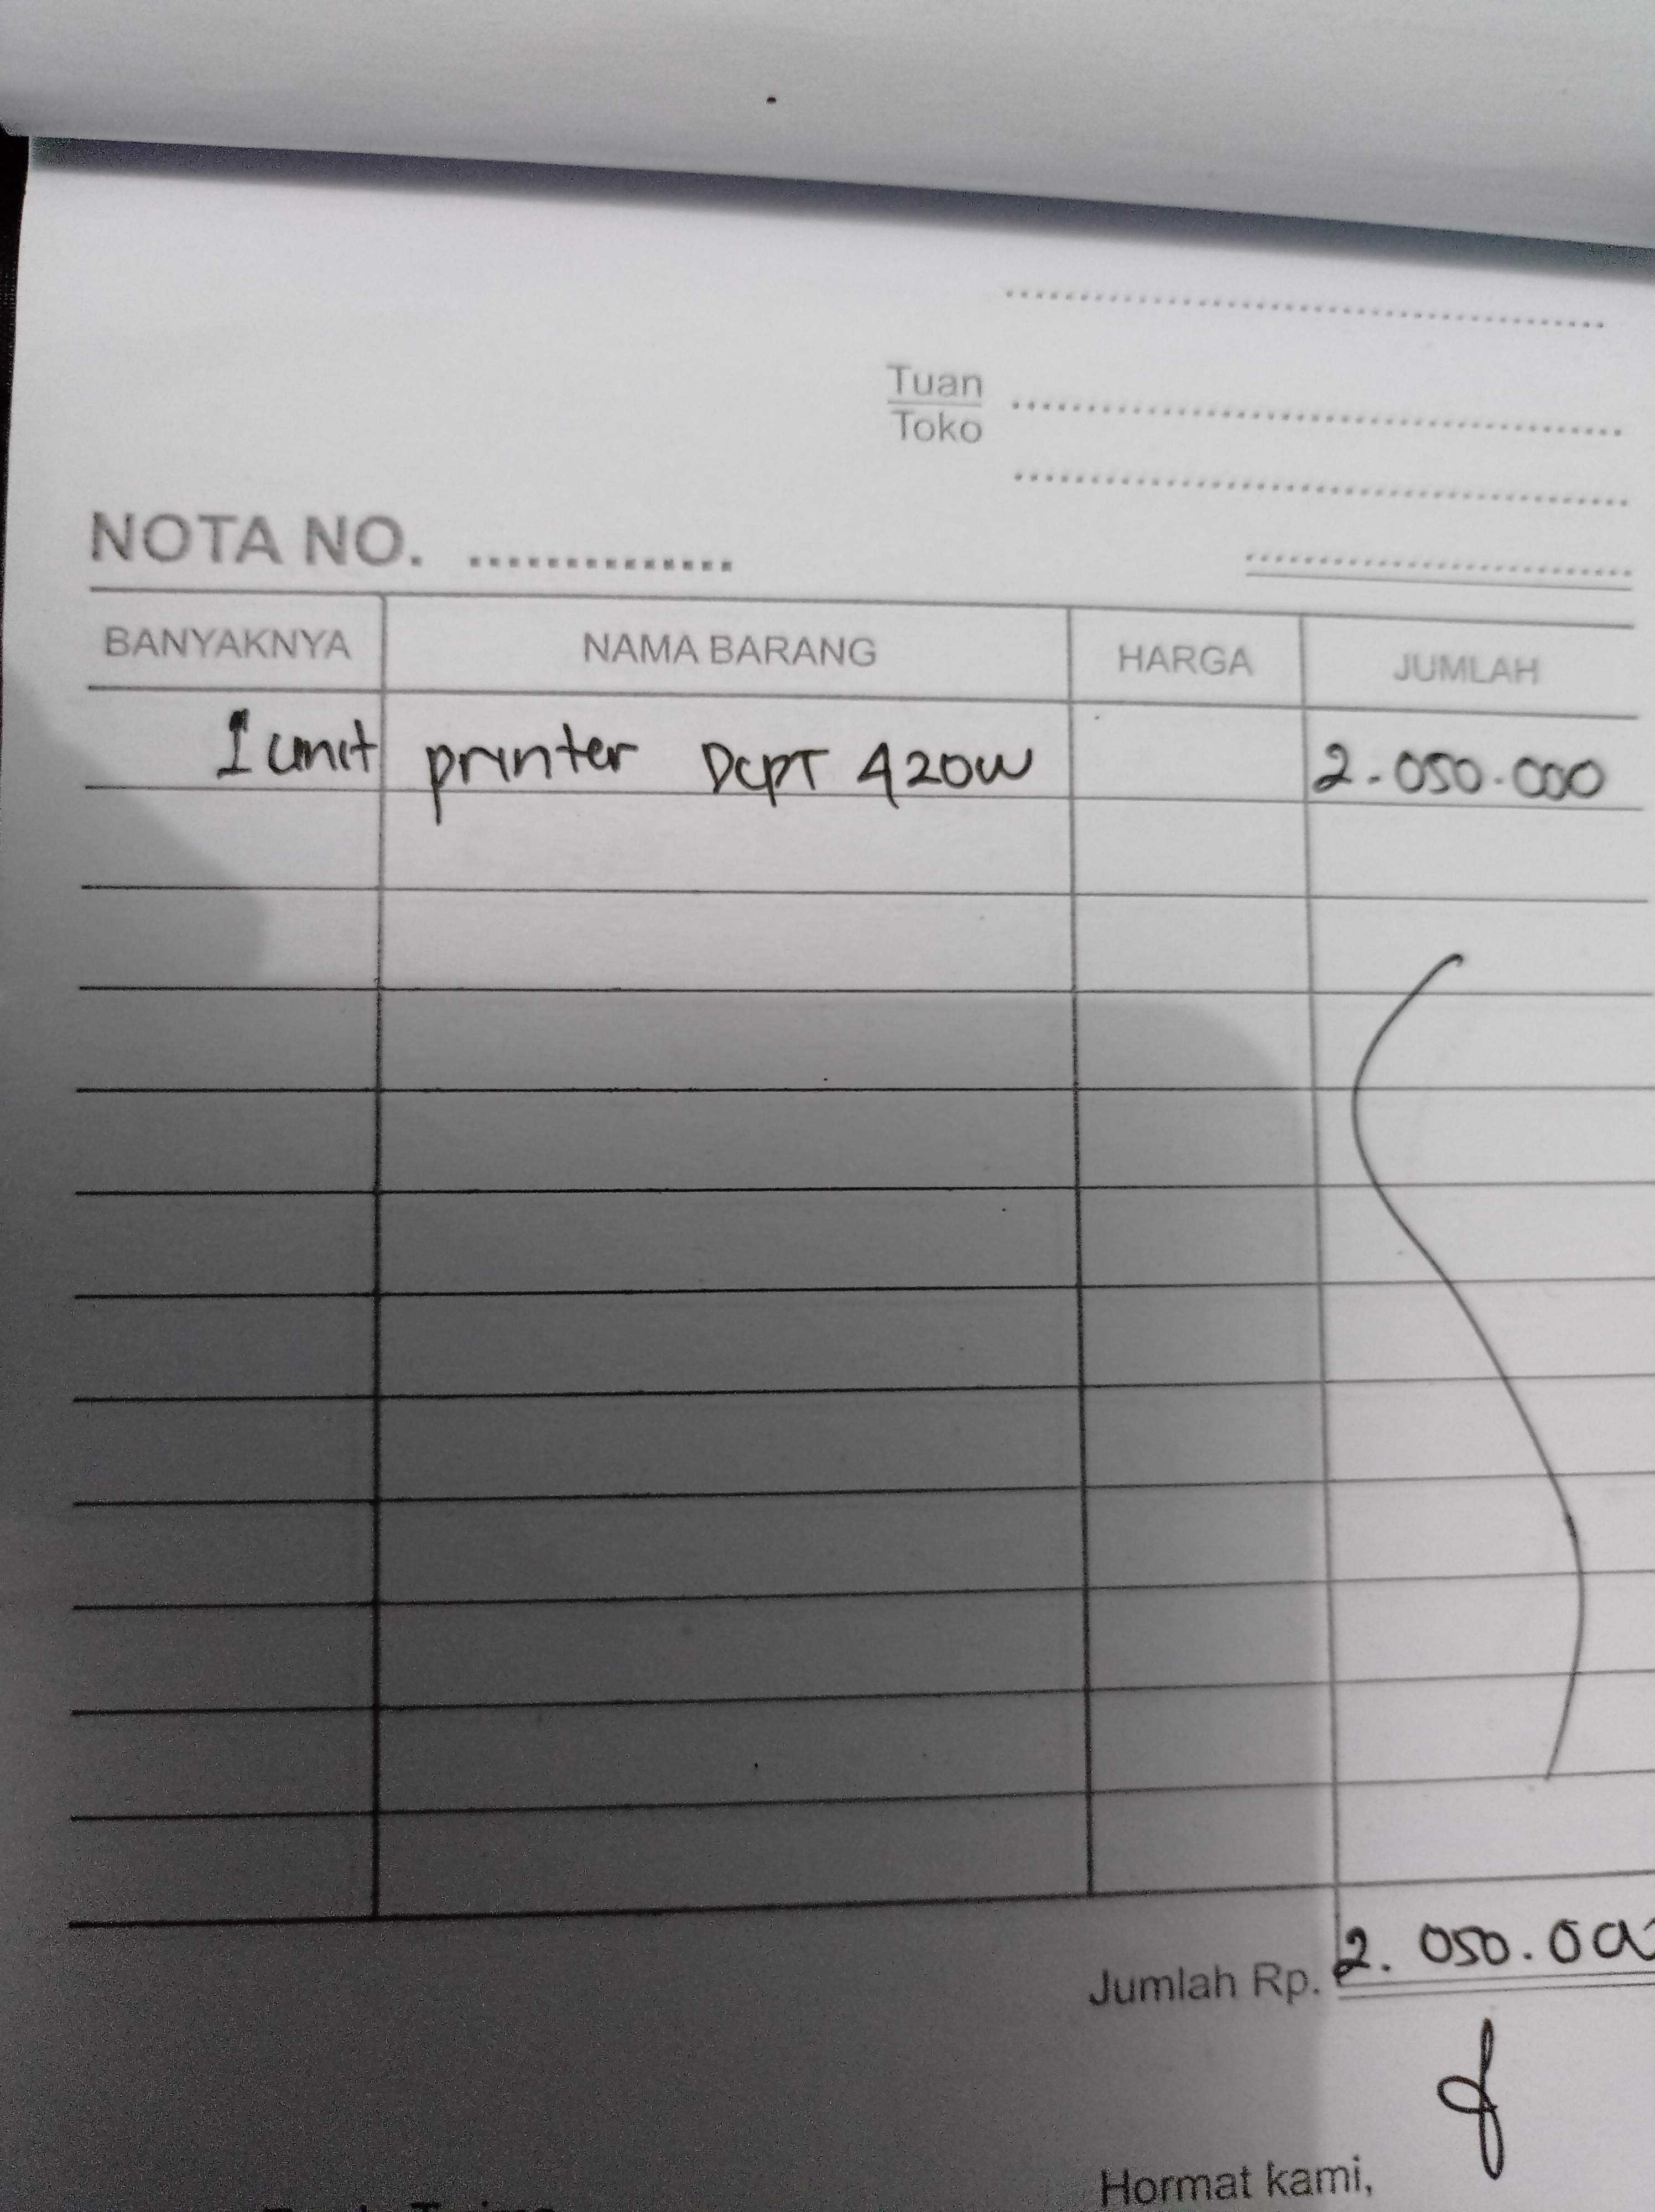 Tuan
Toko
NOTA NO. ..............
BANYAKNYA NAMA BARANG HARGA JUMLAH
1 unit printer DCPT 420W 2.050.000
Jumlah Rp. 2.050.000
Hormat kami,